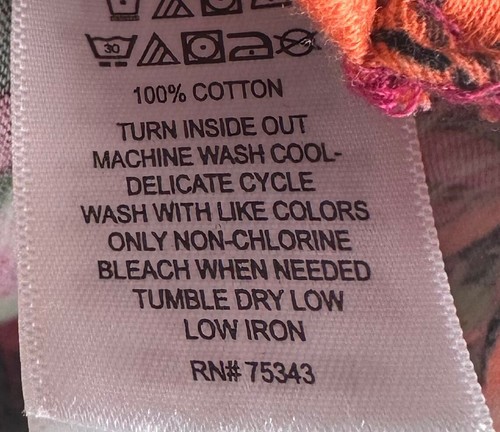 30
100% COTTON
TURN INSIDE OUT
MACHINE WASH COOL-
DELICATE CYCLE
WASH WITH LIKE COLORS
ONLY NON-CHLORINE
BLEACH WHEN NEEDED
TUMBLE DRY LOW
LOW IRON
RN# 75343